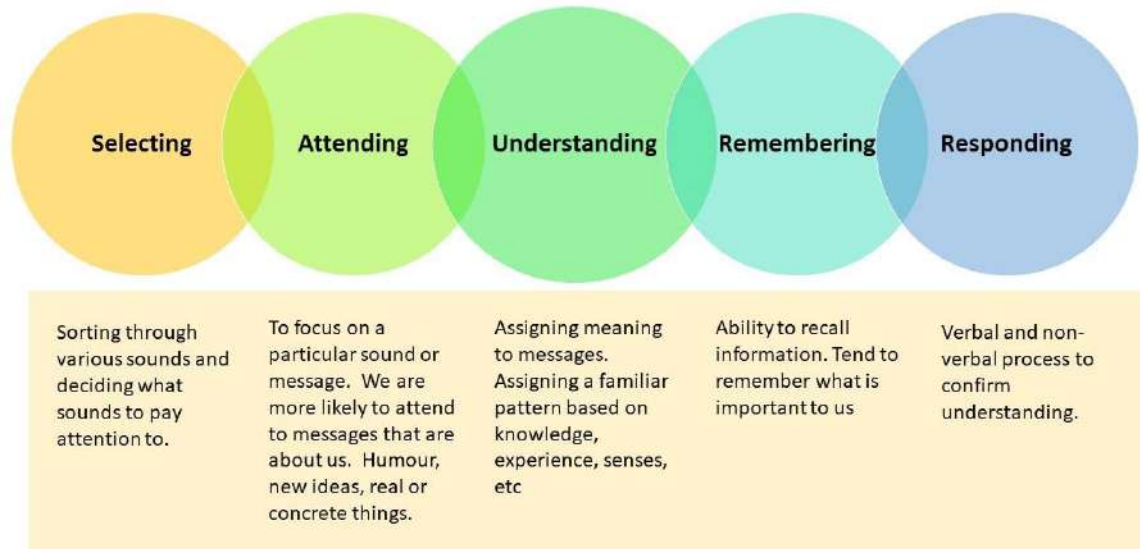 Selecting
Attending
Understanding
Remembering
Responding
Sorting through
various sounds and
deciding what
sounds to pay
attention to.
To focus on a
particular sound or
message.  We are
more likely to attend
to messages that are
about us.  Humour,
new ideas, real or
concrete things.
Assigning meaning
to messages.
Assigning a familiar
pattern based on
knowledge,
experience, senses,
etc
Ability to recall
information. Tend to
remember what is
important to us
Verbal and non-
verbal process to
confirm
understanding.